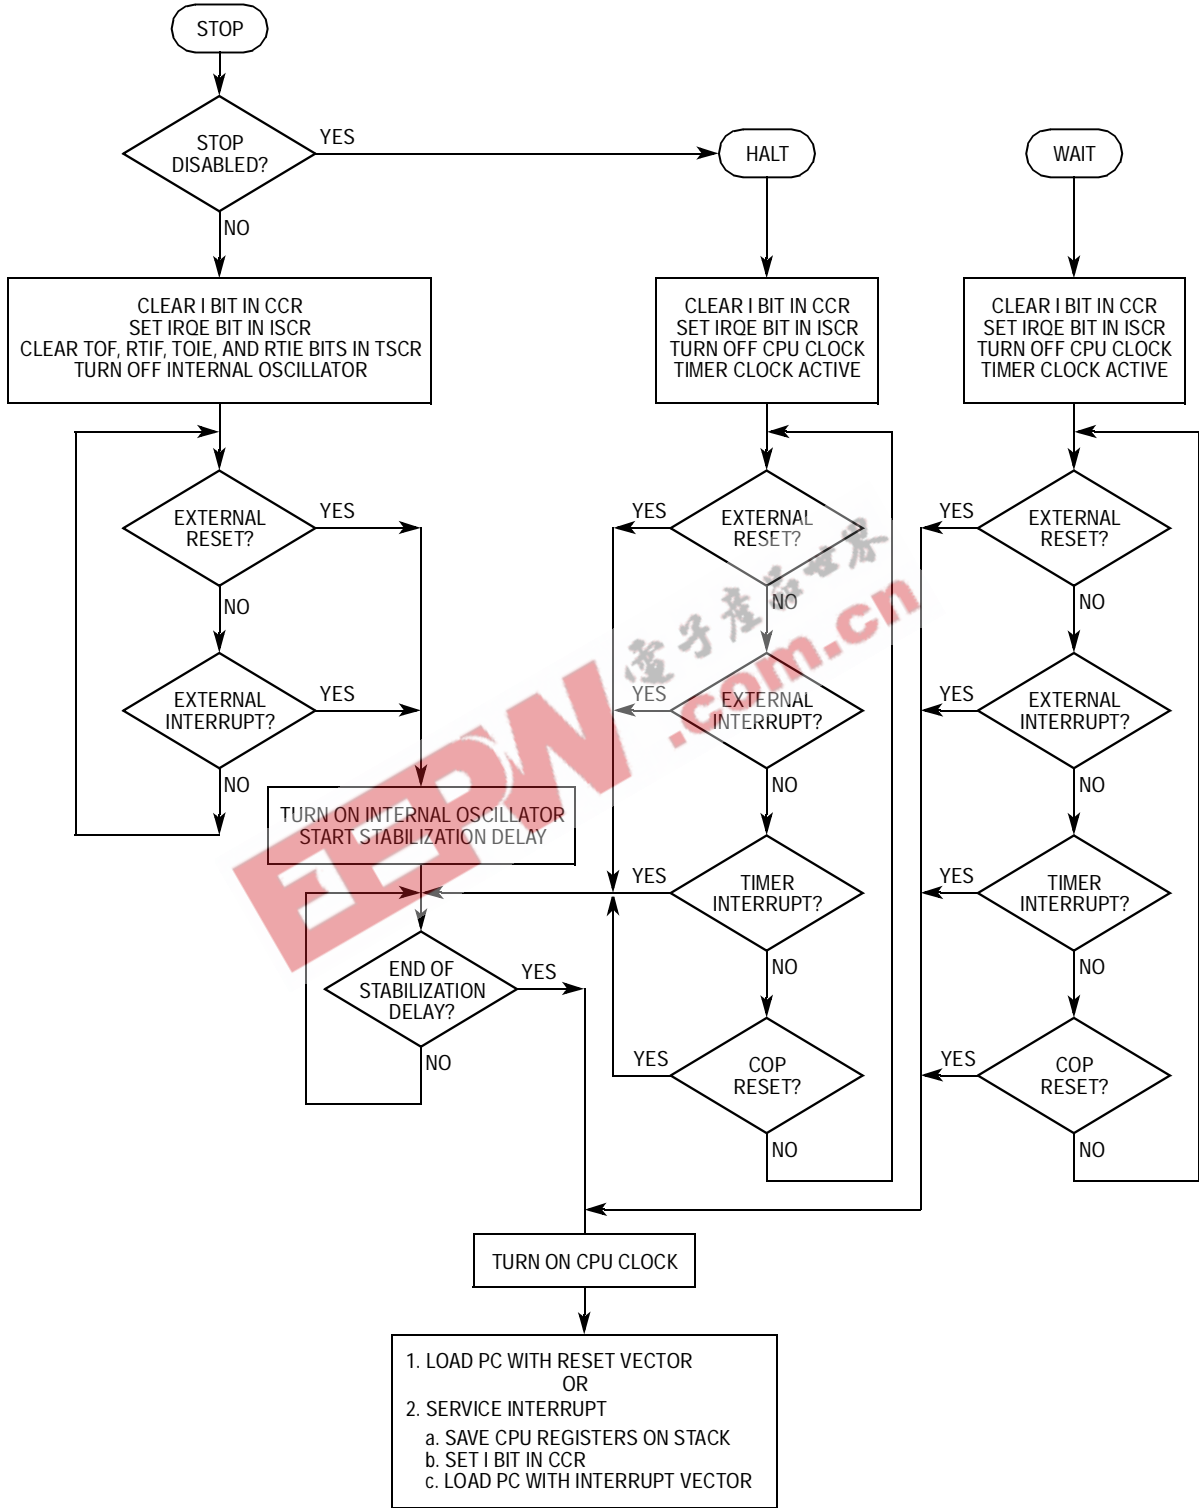 STOP
STOP
DISABLED?
YES
NO
HALT
WAIT
CLEAR I BIT IN CCR
SET IRQE BIT IN ISCR
CLEAR TOF, RTIF, TOIE, AND RTIE BITS IN TSCR
TURN OFF INTERNAL OSCILLATOR
CLEAR I BIT IN CCR
SET IRQE BIT IN ISCR
TURN OFF CPU CLOCK
TIMER CLOCK ACTIVE
CLEAR I BIT IN CCR
SET IRQE BIT IN ISCR
TURN OFF CPU CLOCK
TIMER CLOCK ACTIVE
EXTERNAL
RESET?
YES
NO
EXTERNAL
INTERRUPT?
YES
NO
TURN ON INTERNAL OSCILLATOR
START STABILIZATION DELAY
END OF
STABILIZATION
DELAY?
YES
NO
EXTERNAL
RESET?
YES
NO
EXTERNAL
INTERRUPT?
YES
NO
TIMER
INTERRUPT?
YES
NO
COP
RESET?
YES
NO
EXTERNAL
RESET?
YES
NO
EXTERNAL
INTERRUPT?
YES
NO
TIMER
INTERRUPT?
YES
NO
COP
RESET?
YES
NO
TURN ON CPU CLOCK
1. LOAD PC WITH RESET VECTOR
OR
2. SERVICE INTERRUPT
a. SAVE CPU REGISTERS ON STACK
b. SET I BIT IN CCR
c. LOAD PC WITH INTERRUPT VECTOR
EEPW
電子產品世界
.com.cn